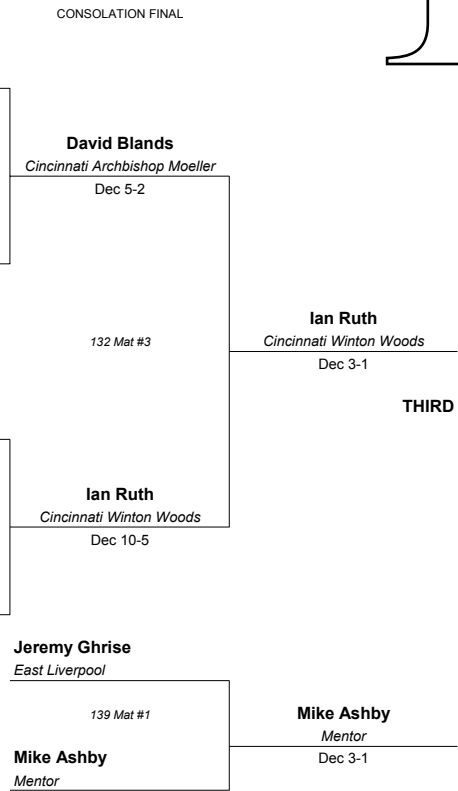 CONSOLATION FINAL
David Blands
Cincinnati Archbishop Moeller
Dec 5-2
132 Mat #3
Ian Ruth
Cincinnati Winton Woods
Dec 3-1
THIRD
Ian Ruth
Cincinnati Winton Woods
Dec 10-5
Jeremy Ghrise
East Liverpool
139 Mat #1
Mike Ashby
Mentor
Dec 3-1
Mike Ashby
Mentor